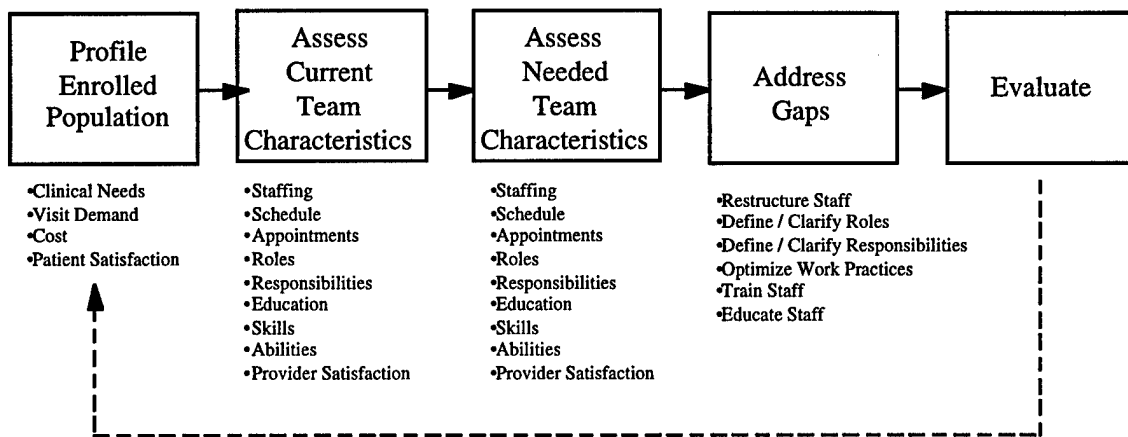 Profile
Enrolled
Population
Assess
Current
Team
Characteristics
Assess
Needed
Team
Characteristics
Address
Gaps
Evaluate
•Clinical Needs
•Visit Demand
•Cost
•Patient Satisfaction
•Staffing
•Schedule
•Appointments
•Roles
•Responsibilities
•Education
•Skills
•Abilities
•Provider Satisfaction
•Staffing
•Schedule
•Appointments
•Roles
•Responsibilities
•Education
•Skills
•Abilities
•Provider Satisfaction
•Restructure Staff
•Define / Clarify Roles
•Define / Clarify Responsibilities
•Optimize Work Practices
•Train Staff
•Educate Staff